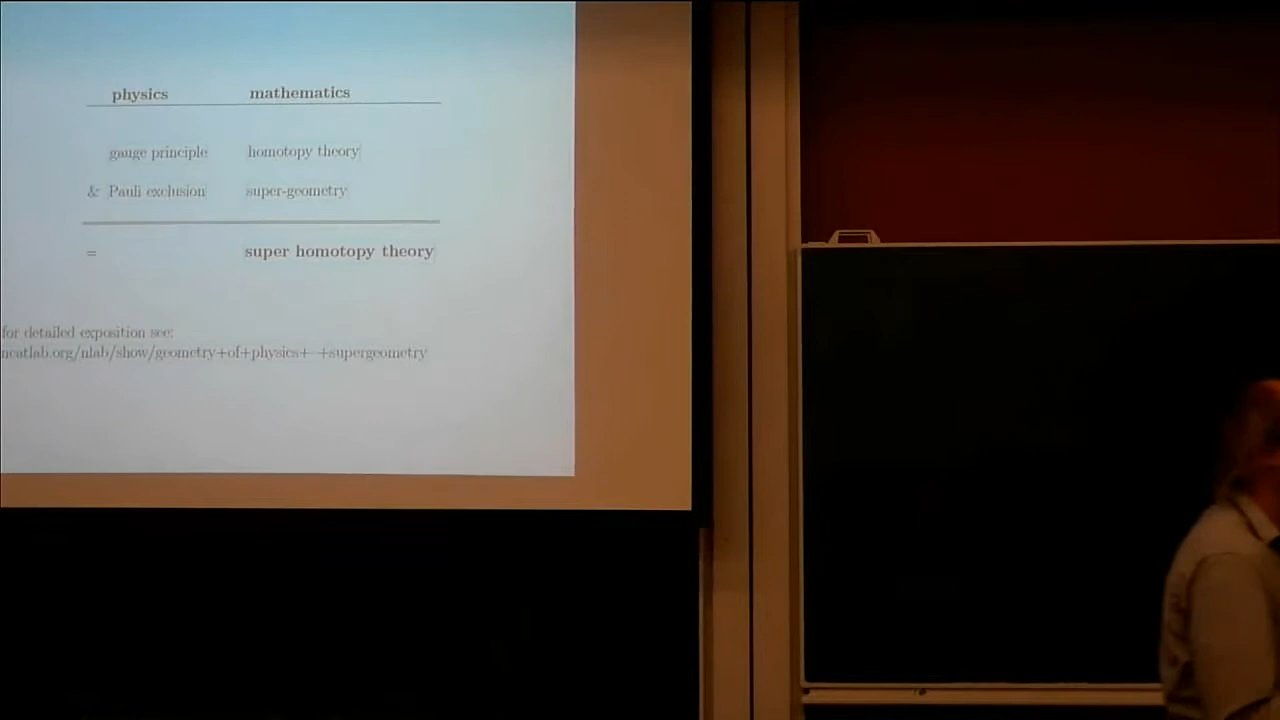 physics mathematics
gauge principle homotopy theory
& Pauli exclusion super-geometry
= super homotopy theory
for detailed exposition see:
ncatlab.org/nlab/show/geometry+of+physics+ +supergeometry